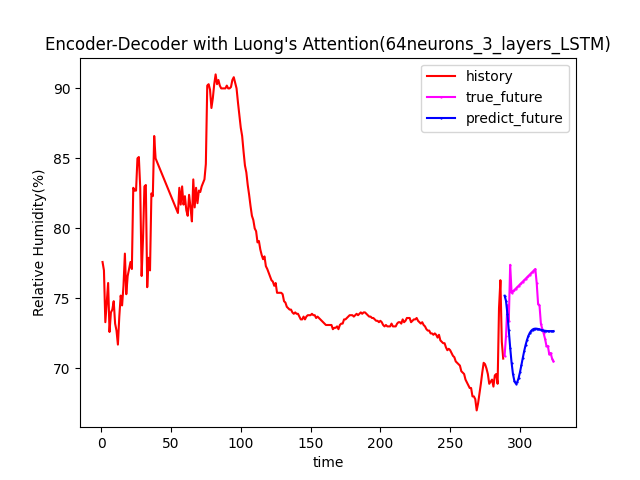 Encoder-Decoder with Luong's Attention(64neurons_3_layers_LSTM)
history
true_future
predict_future
Relative Humidity(%)
90
85
80
75
70
0 50 100 150 200 250 300
time